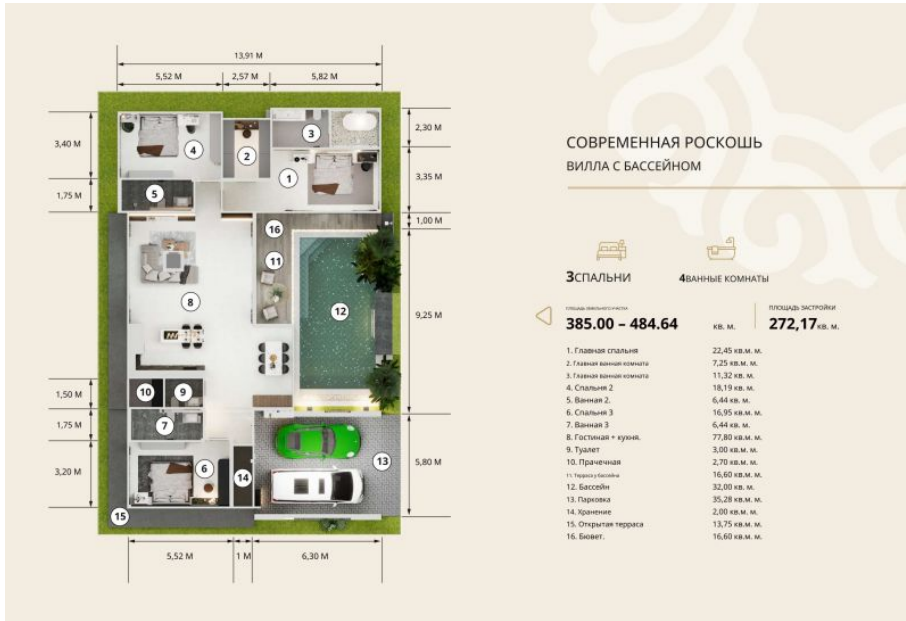 13,91 М
5,52 М 2,57 М 5,82 М
3,40 М
1,75 М
1,50 М
1,75 М
3,20 М
2,30 М
3,35 М
1,00 М
9,25 М
5,80 М
5,52 М 1 М 6,30 М
4
2
3
1
5
16
11
8
12
10
9
7
6
14
13
15
СОВРЕМЕННАЯ РОСКОШЬ
ВИЛЛА С БАССЕЙНОМ
3СПАЛЬНИ 4ВАННЫЕ КОМНАТЫ
ПЛОЩАДЬ ЗЕМЕЛЬНОГО УЧАСТКА ПЛОЩАДЬ ЗАСТРОЙКИ
385.00 – 484.64 кв. м. 272,17 кв. м.
1. Главная спальня 22,45 кв.м. м.
2. Главная ванная комната 7,25 кв.м. м.
3. Главная ванная комната 11,32 кв. м.
4. Спальня 2 18,19 кв. м.
5. Ванная 2. 6,44 кв. м.
6. Спальня 3 16,95 кв.м. м.
7. Ванная 3 6,44 кв. м.
8. Гостиная + кухня. 77,80 кв.м. м.
9. Туалет 3,00 кв.м. м.
10. Прачечная 2,70 кв.м. м.
11. Терраса у бассейна 16,60 кв.м. м.
12. Бассейн 32,00 кв. м.
13. Парковка 35,28 кв.м. м.
14. Хранение 2,00 кв.м. м.
15. Открытая терраса 13,75 кв.м. м.
16. Бювет. 16,60 кв.м. м.